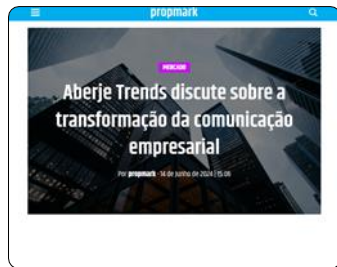 propmark
MERCADO
Aberje Trends discute sobre a
transformação da comunicação
empresarial
Por propmark - 14 de junho de 2024 | 15:06